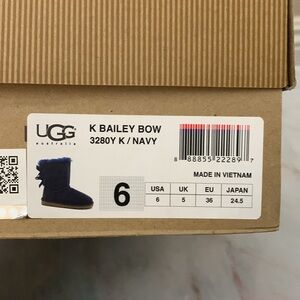 UGG
australia
K BAILEY BOW
3280Y K / NAVY
8 88855 22289 7
MADE IN VIETNAM
6
USA UK EU JAPAN
6 5 36 24.5